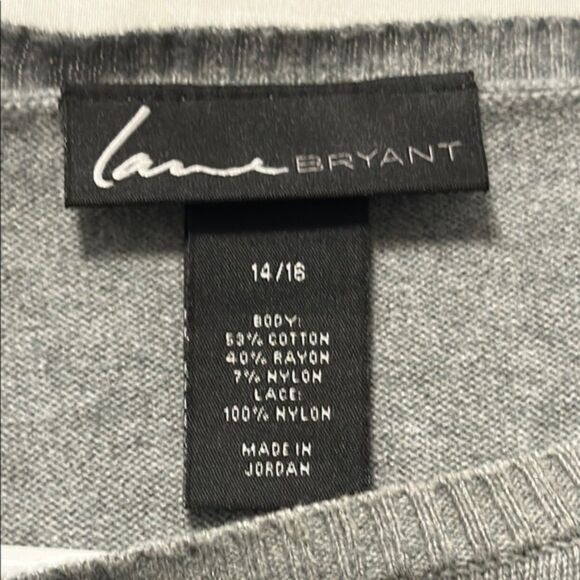 Lane BRYANT
14/16
BODY:
53% COTTON
40% RAYON
7% NYLON
LACE:
100% NYLON
MADE IN
JORDAN